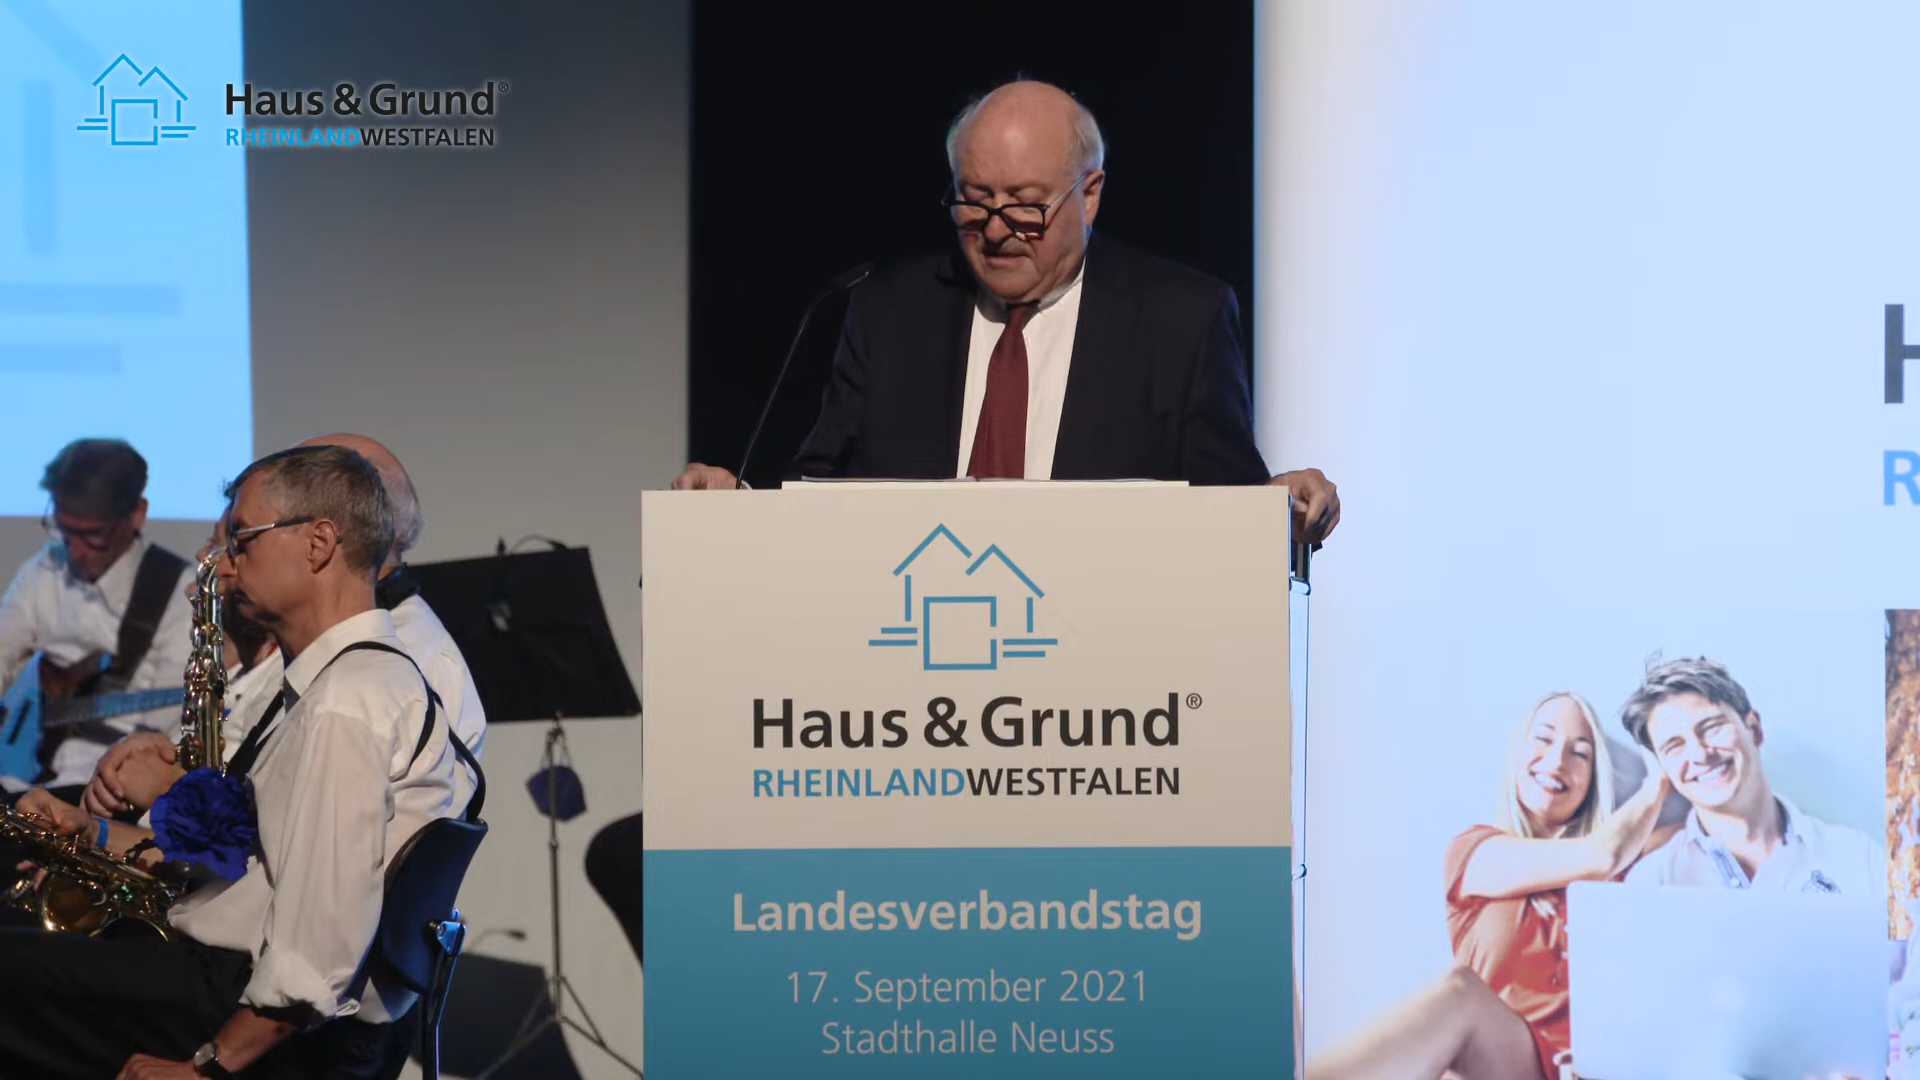 Haus & Grund®
RHEINLANDWESTFALEN
Haus & Grund®
RHEINLANDWESTFALEN
Landesverbandstag
17. September 2021
Stadthalle Neuss
H
R